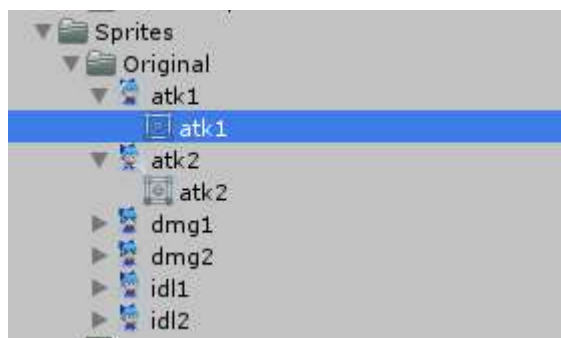 Sprites
Original
atk1
atk1
atk2
atk2
dmg1
dmg2
idl1
idl2